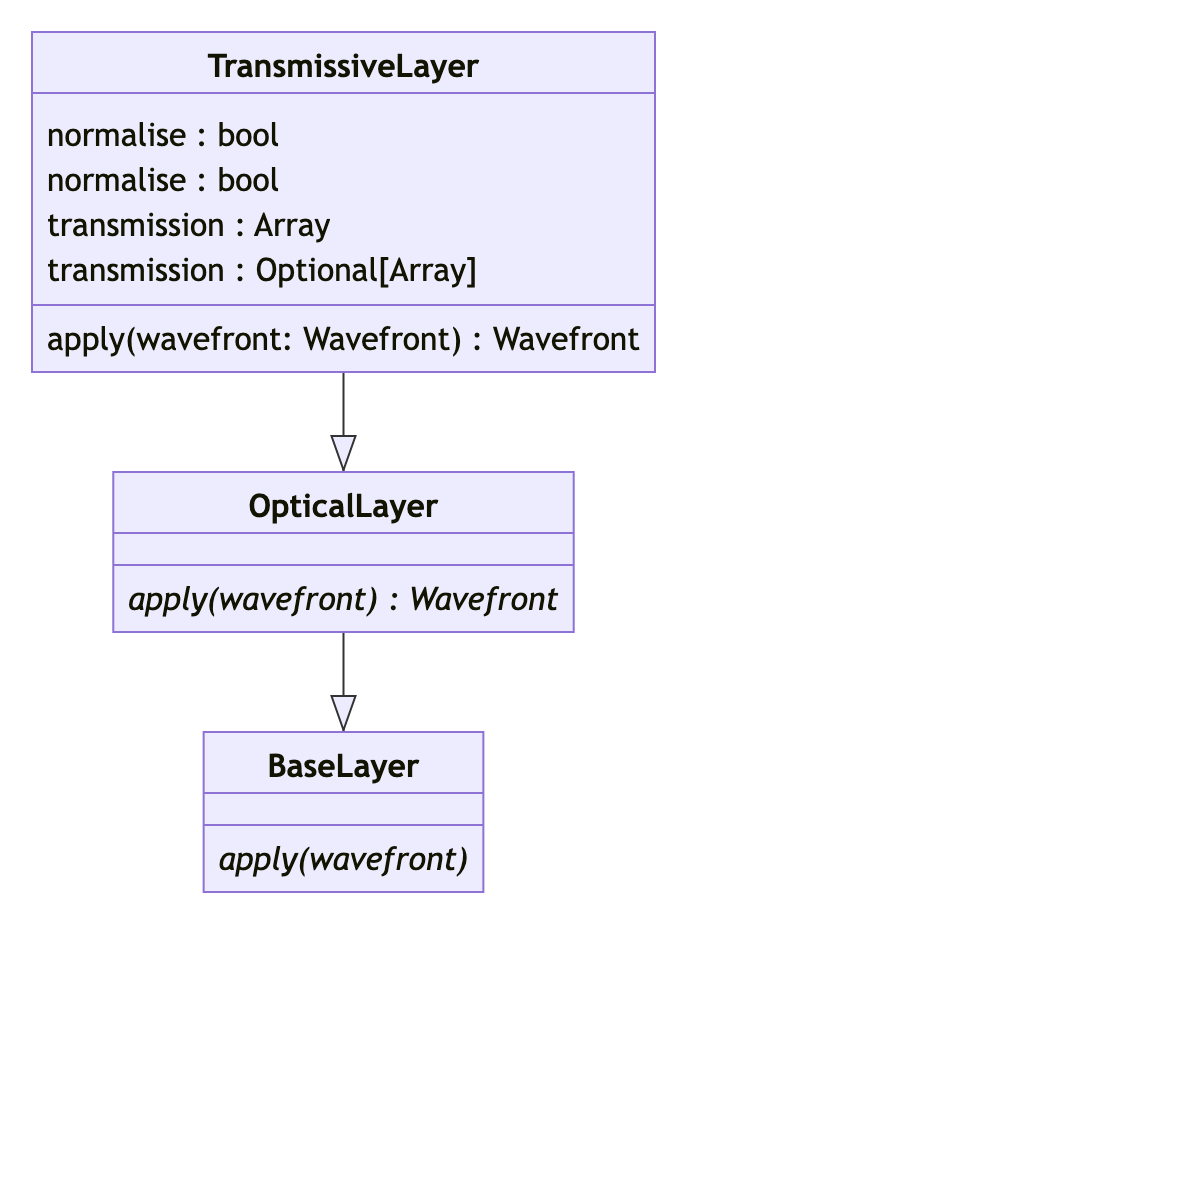 TransmissiveLayer
normalise : bool
normalise : bool
transmission : Array
transmission : Optional[Array]
apply(wavefront: Wavefront) : Wavefront
OpticalLayer
apply(wavefront) : Wavefront
BaseLayer
apply(wavefront)